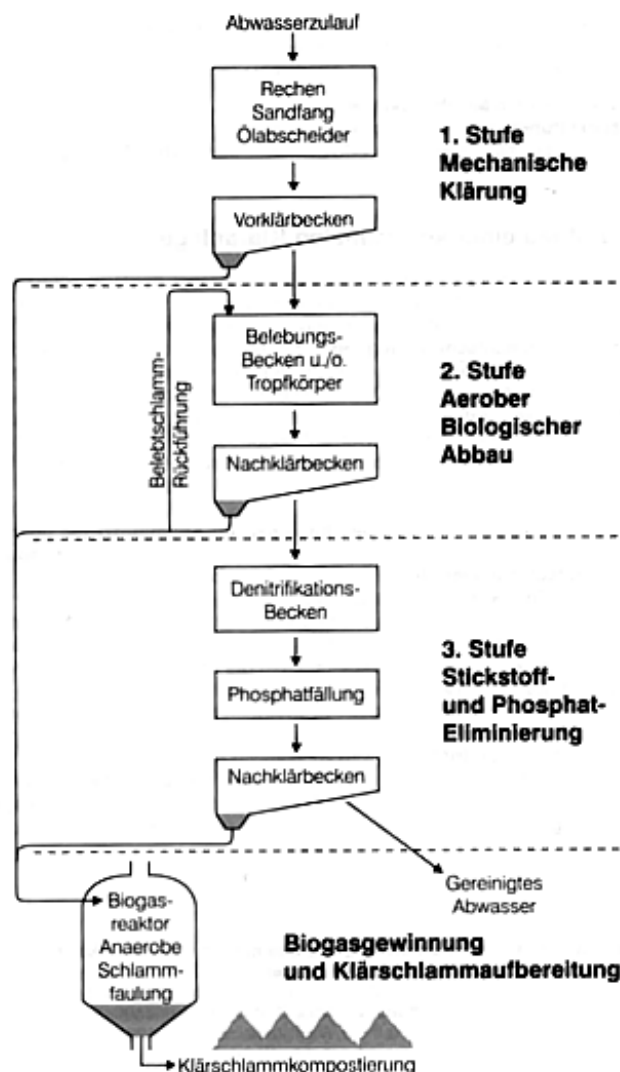 Abwasserzulauf
Rechen
Sandfang
Ölabscheider
1. Stufe
Mechanische
Klärung
Vorklärbecken
Belebungs-
Becken u./o.
Tropfkörper
Belebtschlamm-
Rückführung
2. Stufe
Aerober
Biologischer
Abbau
Nachklärbecken
Denitrifikations-
Becken
3. Stufe
Stickstoff-
und Phosphat-
Eliminierung
Phosphatfällung
Nachklärbecken
Gereinigtes
Abwasser
Biogas-
reaktor
Anaerobe
Schlamm-
faulung
Biogasgewinnung
und Klärschlammaufbereitung
Klärschlammkompostierung